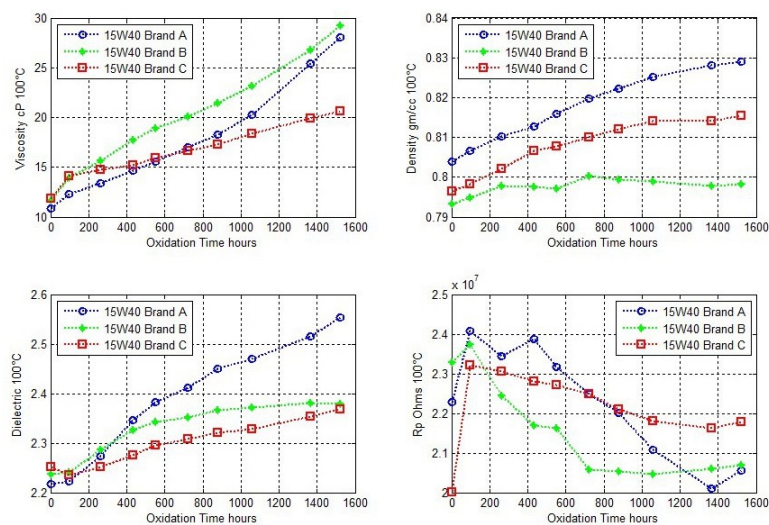 30
25
20
15
10
Viscosity cP 100°C
15W40 Brand A
15W40 Brand B
15W40 Brand C
0 200 400 600 800 1000 1200 1400 1600
Oxidation Time hours
0.84
0.83
0.82
0.81
0.8
0.79
Density gm/cc 100°C
15W40 Brand A
15W40 Brand B
15W40 Brand C
0 200 400 600 800 1000 1200 1400 1600
Oxidation Time hours
2.6
2.5
2.4
2.3
2.2
Dielectric 100°C
15W40 Brand A
15W40 Brand B
15W40 Brand C
0 200 400 600 800 1000 1200 1400 1600
Oxidation Time hours
x 10⁷
2.5
2.4
2.3
2.2
2.1
2
Rp Ohms 100°C
15W40 Brand A
15W40 Brand B
15W40 Brand C
0 200 400 600 800 1000 1200 1400 1600
Oxidation Time hours